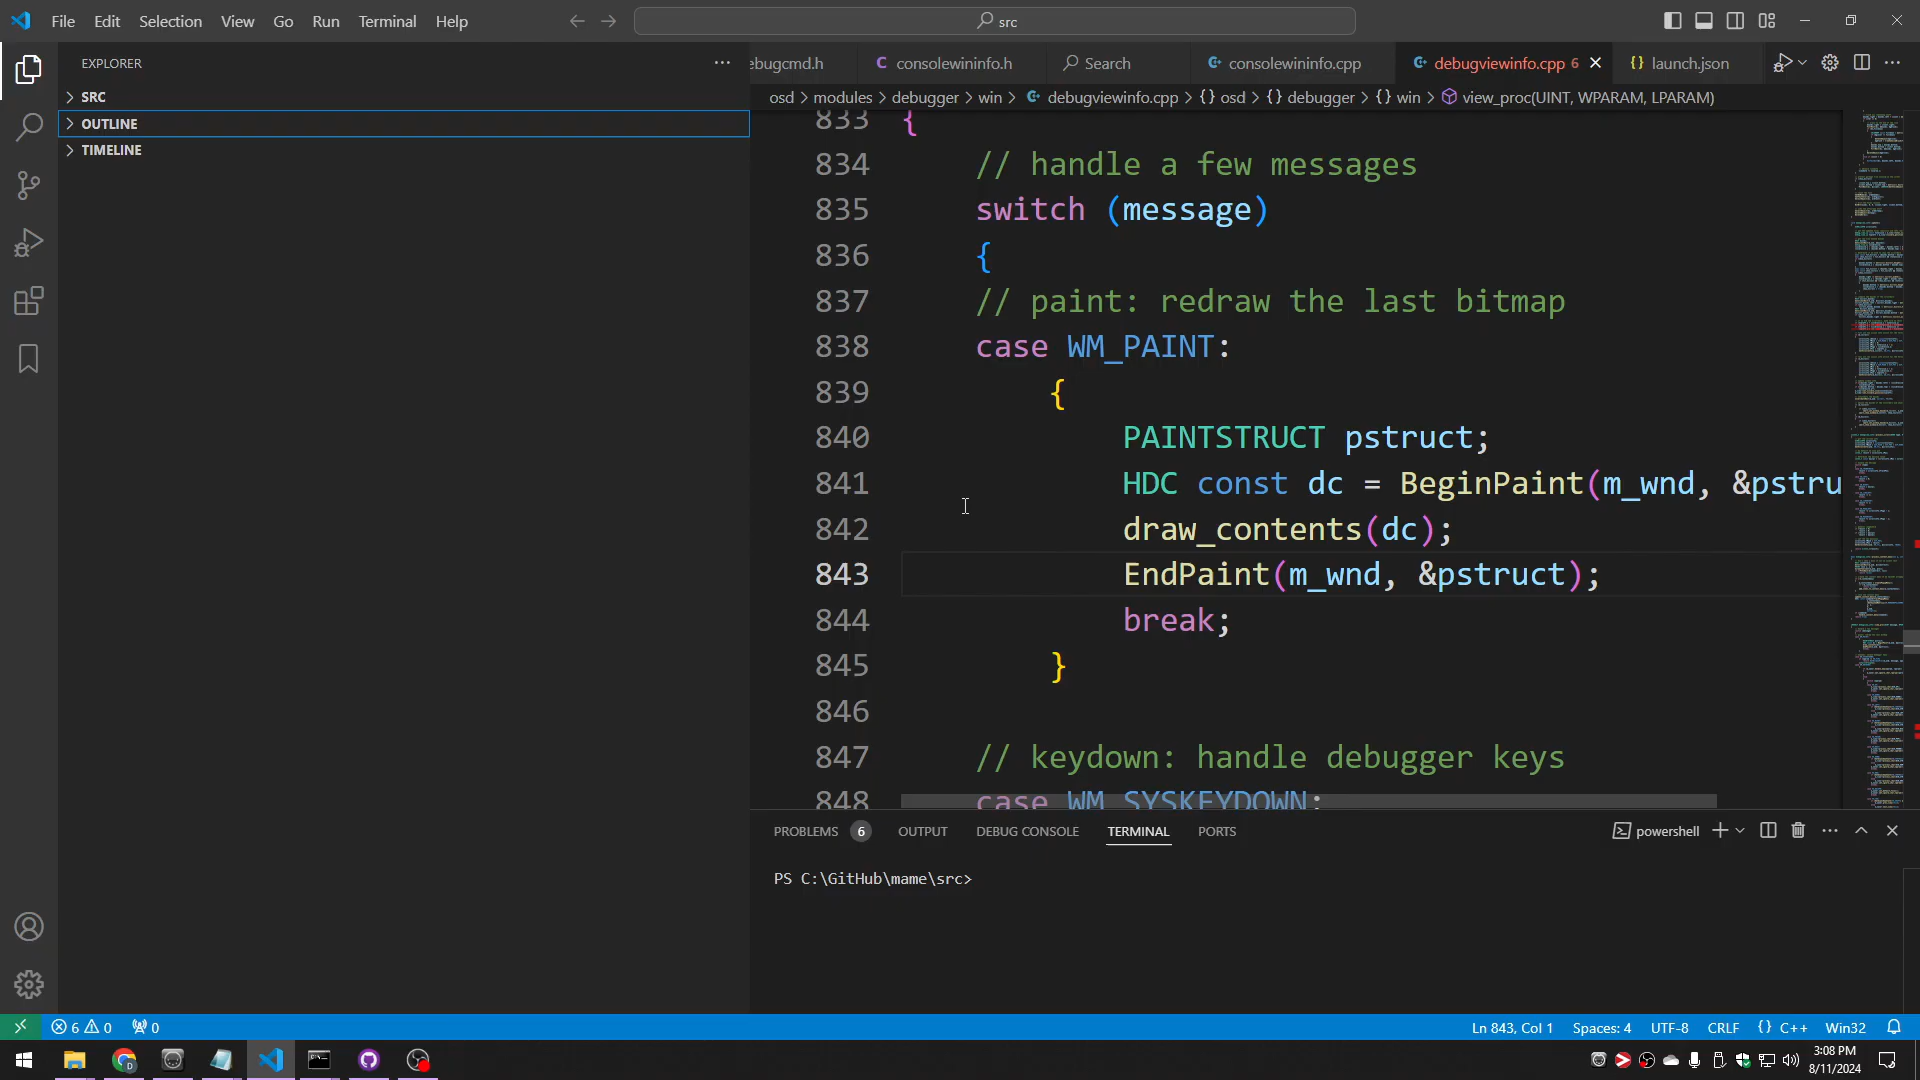 File Edit Selection View Go Run Terminal Help
src
EXPLORER
SRC
OUTLINE
TIMELINE
ebugcmd.h
consolewininfo.h
Search
consolewininfo.cpp
debugviewinfo.cpp 6
launch.json
osd > modules > debugger > win > debugviewinfo.cpp > {} osd > {} debugger > {} win > view_proc(UINT, WPARAM, LPARAM)
833 {
834 // handle a few messages
835 switch (message)
836 {
837 // paint: redraw the last bitmap
838 case WM_PAINT:
839 {
840 PAINTSTRUCT pstruct;
841 HDC const dc = BeginPaint(m_wnd, &pstru
842 draw_contents(dc);
843 EndPaint(m_wnd, &pstruct);
844 break;
845 }
846
847 // keydown: handle debugger keys
848 case WM_SYSKEYDOWN:
PROBLEMS 6 OUTPUT DEBUG CONSOLE TERMINAL PORTS
powershell
PS C:\GitHub\mame\src>
6 0 0
Ln 843, Col 1 Spaces: 4 UTF-8 CRLF {} C++ Win32
3:08 PM
8/11/2024